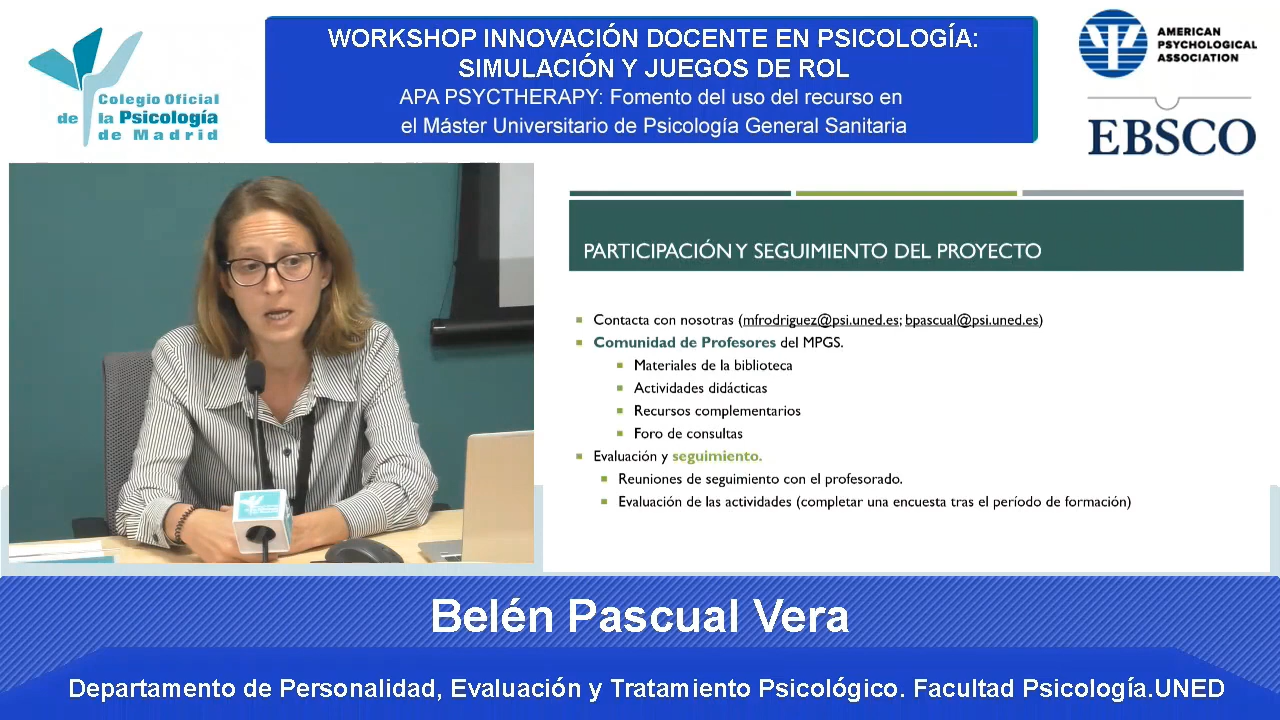 WORKSHOP INNOVACIÓN DOCENTE EN PSICOLOGÍA:
SIMULACIÓN Y JUEGOS DE ROL
APA PSYCTHERAPY: Fomento del uso del recurso en
el Máster Universitario de Psicología General Sanitaria
Colegio Oficial
de la Psicología
de Madrid
AMERICAN
PSYCHOLOGICAL
ASSOCIATION
EBSCO
PARTICIPACIÓN Y SEGUIMIENTO DEL PROYECTO
Contacta con nosotras (mfrodriguez@psi.uned.es; bpascual@psi.uned.es)
Comunidad de Profesores del MPGS.
Materiales de la biblioteca
Actividades didácticas
Recursos complementarios
Foro de consultas
Evaluación y seguimiento.
Reuniones de seguimiento con el profesorado.
Evaluación de las actividades (completar una encuesta tras el período de formación)
Belén Pascual Vera
Departamento de Personalidad, Evaluación y Tratamiento Psicológico. Facultad Psicología.UNED